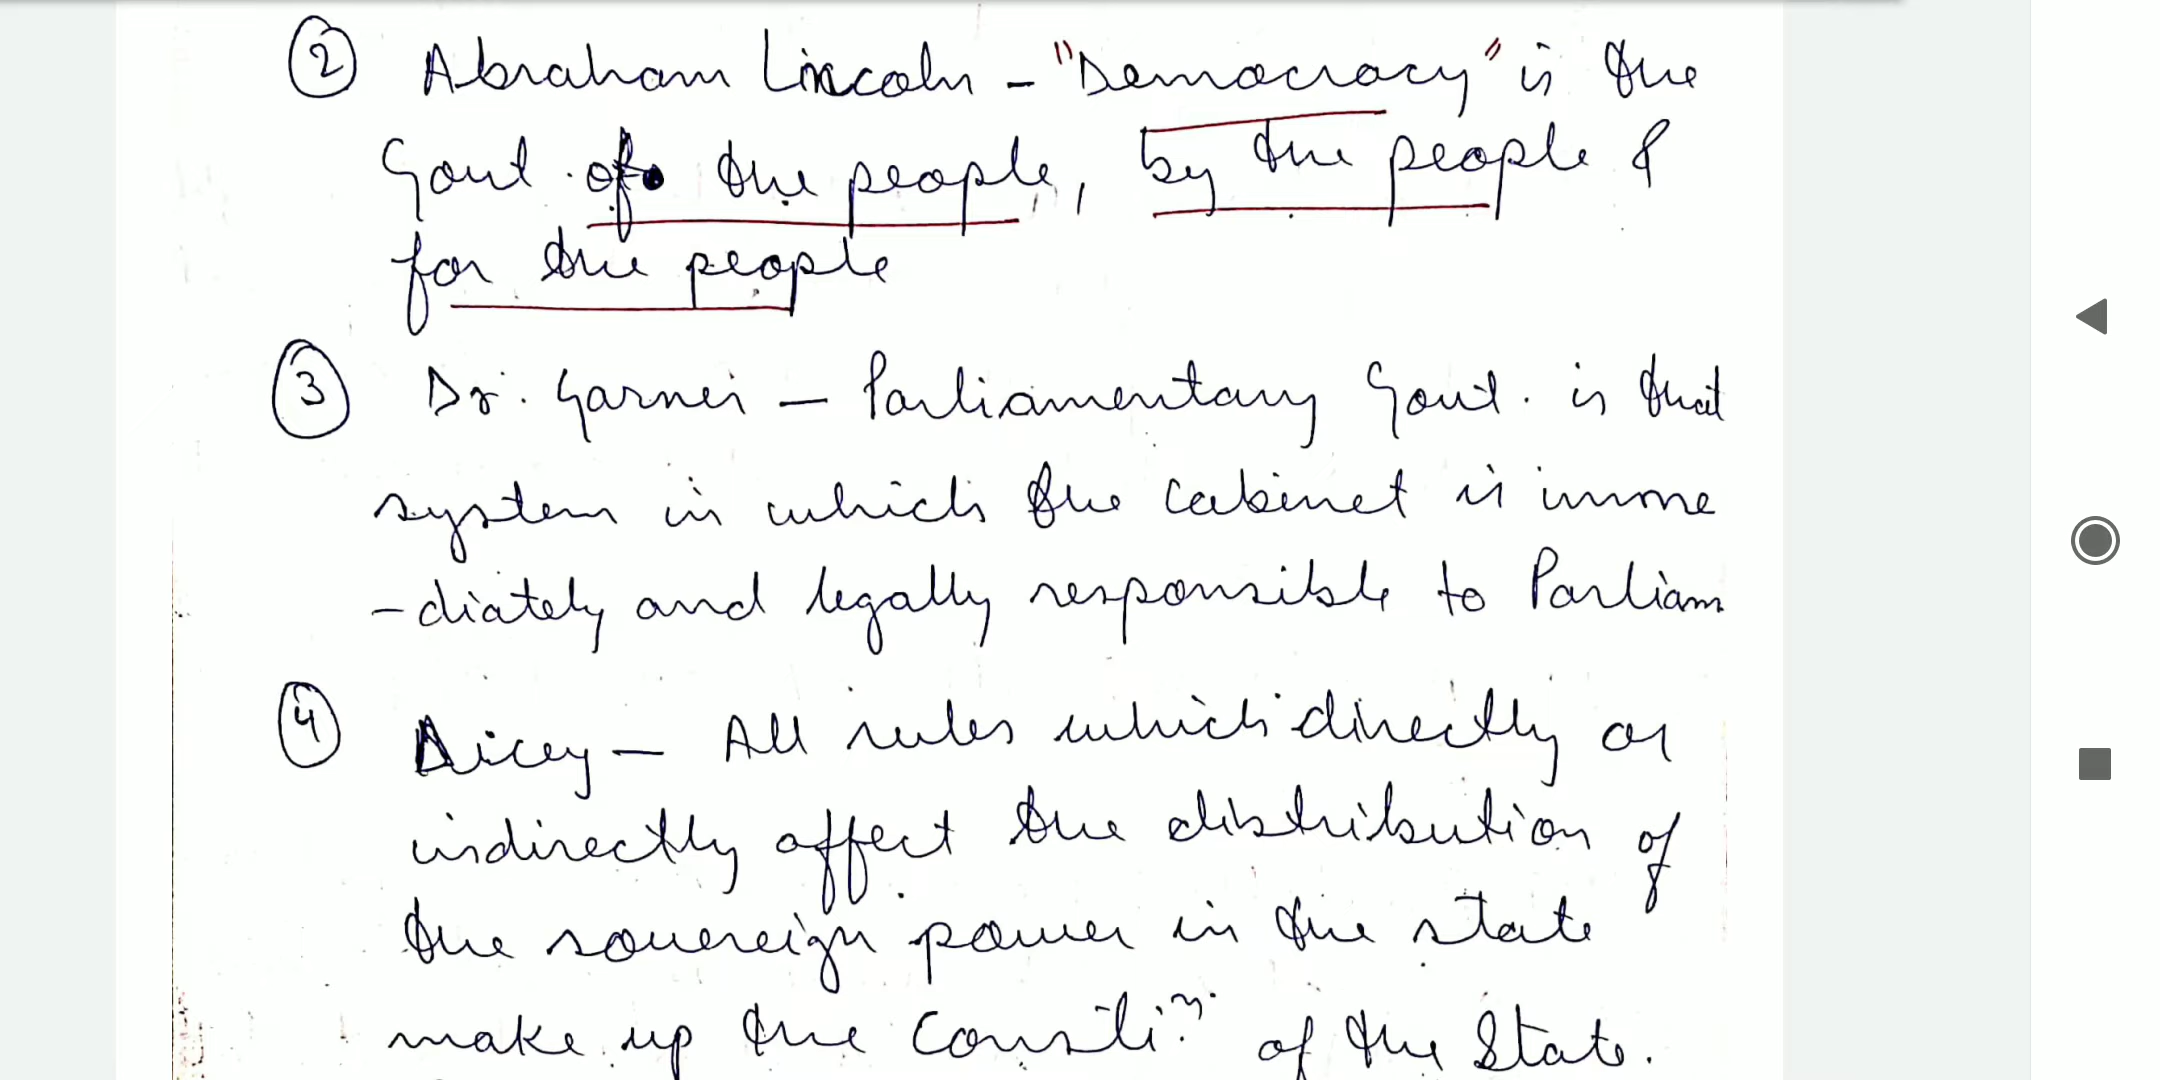 ② Abraham Lincoln - "Democracy" is the
Govt. of the people, by the people &
for the people
③ Dr. Garner - Parliamentary Govt. is that
system in which the cabinet is imme
-diately and legally responsible to Parliam
④ Dicey - All rules which directly or
indirectly affect the distribution of
the sovereign power in the state
make up the Constiⁿ. of the State.